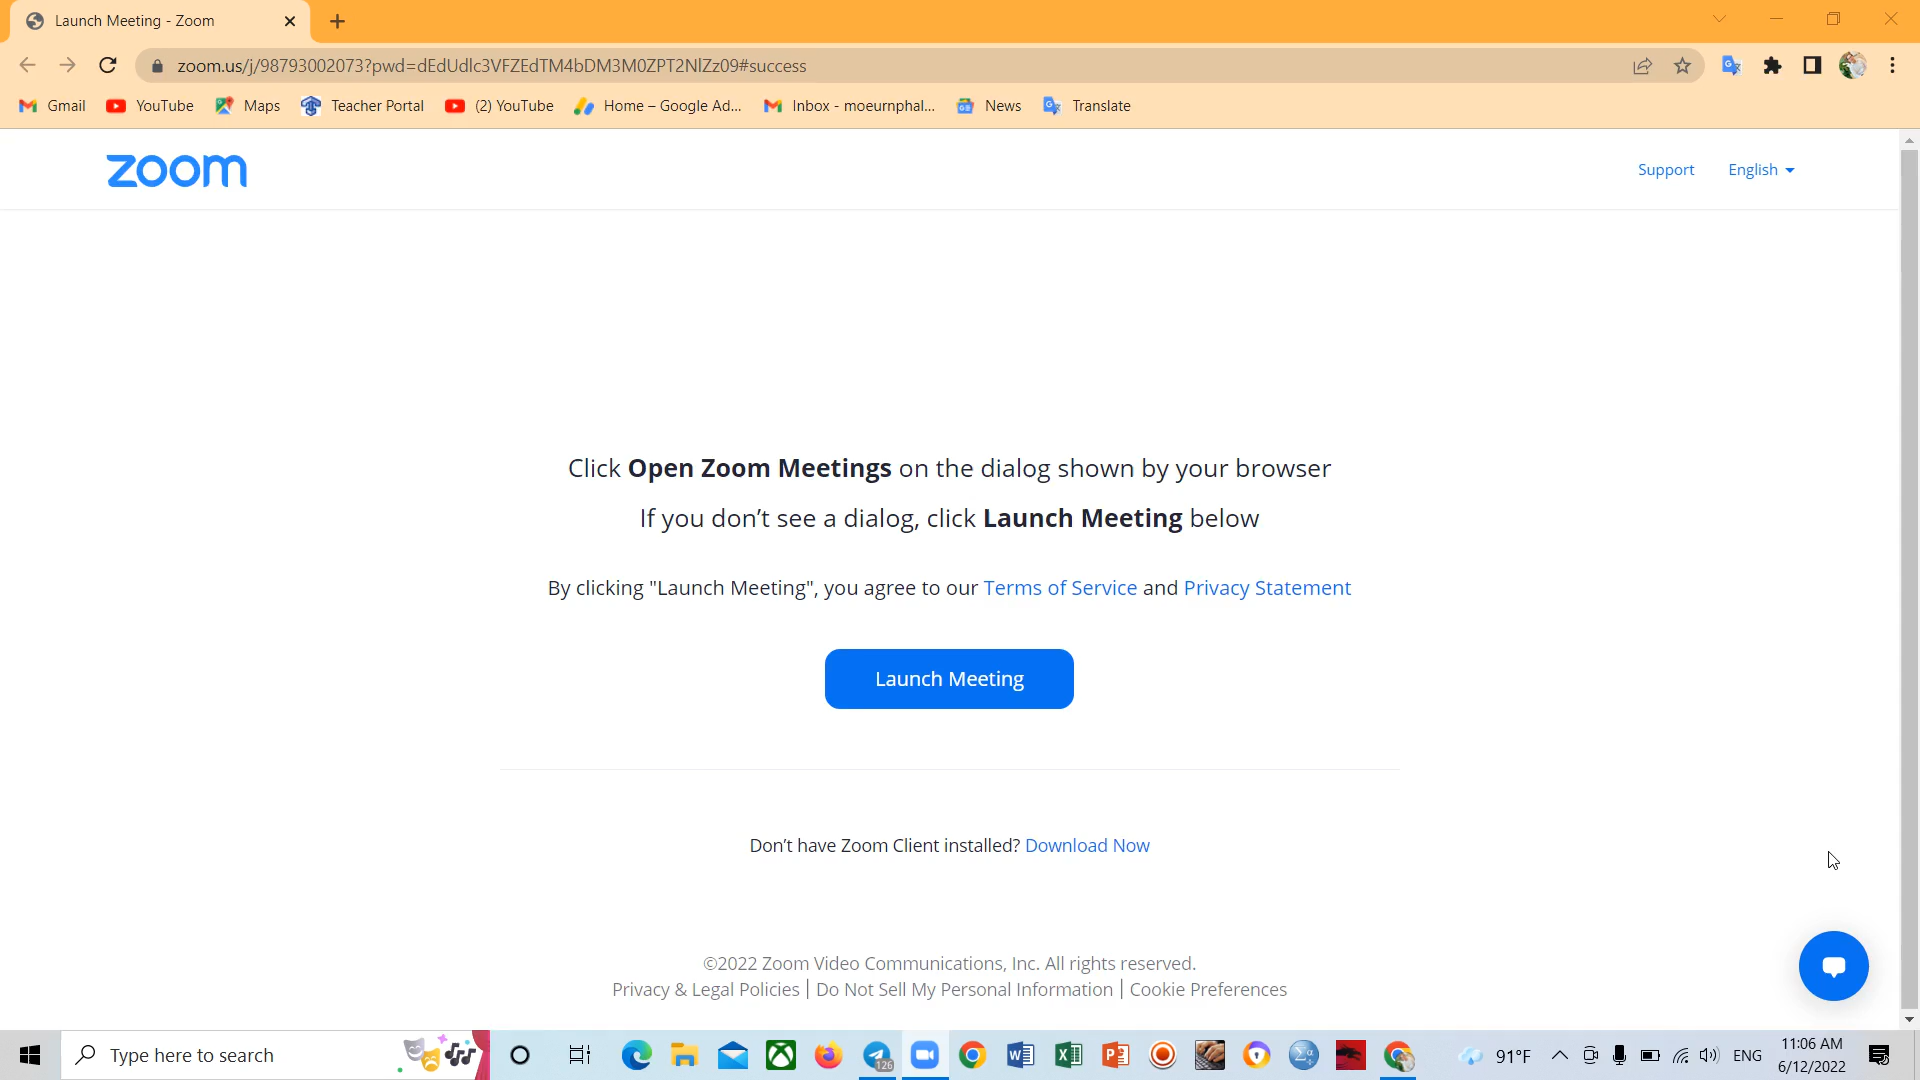 Launch Meeting - Zoom
zoom.us/j/98793002073?pwd=dEdUdlc3VFZEdTM4bDM3M0ZPT2NlZz09#success
Gmail YouTube Maps Teacher Portal (2) YouTube Home – Google Ad... Inbox - moeurnphal... News Translate
zoom
Support English
Click Open Zoom Meetings on the dialog shown by your browser
If you don’t see a dialog, click Launch Meeting below
By clicking "Launch Meeting", you agree to our Terms of Service and Privacy Statement
Launch Meeting
Don’t have Zoom Client installed? Download Now
©2022 Zoom Video Communications, Inc. All rights reserved.
Privacy & Legal Policies | Do Not Sell My Personal Information | Cookie Preferences
Type here to search
126
91°F
ENG
11:06 AM
6/12/2022